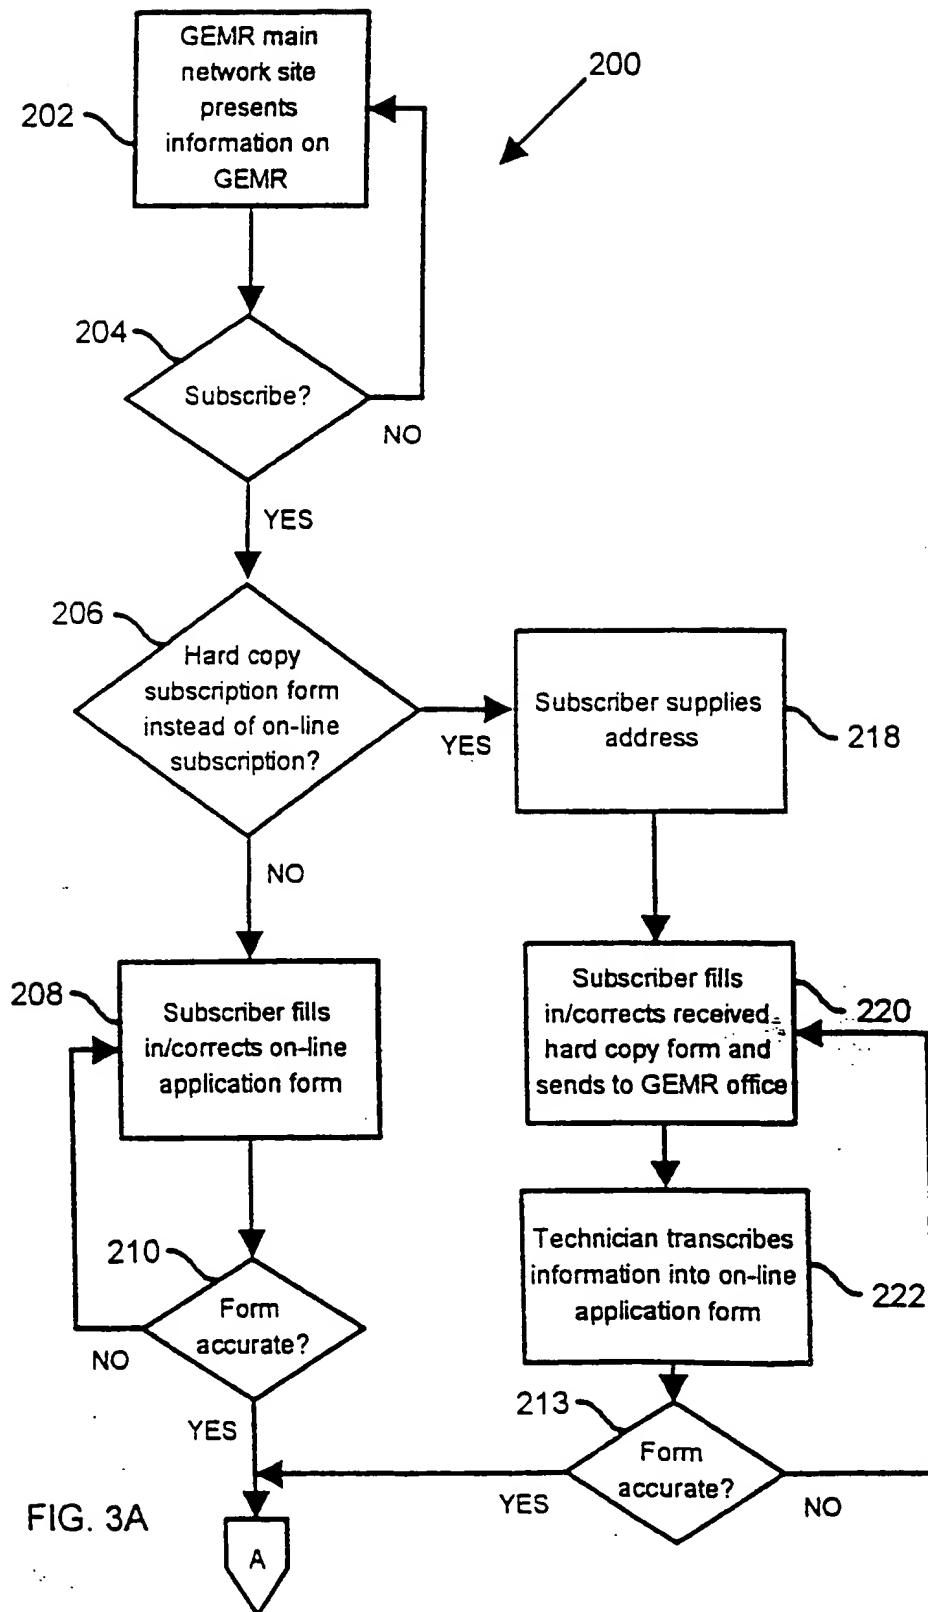 GEMR main
network site
presents
information on
GEMR
202
200
204
Subscribe?
NO
YES
206
Hard copy
subscription form
instead of on-line
subscription?
YES
NO
Subscriber supplies
address
218
208
Subscriber fills
in/corrects on-line
application form
Subscriber fills
in/corrects received
hard copy form and
sends to GEMR office
220
210
Form
accurate?
NO
YES
Technician transcribes
information into on-line
application form
222
213
Form
accurate?
YES
NO
FIG. 3A
A